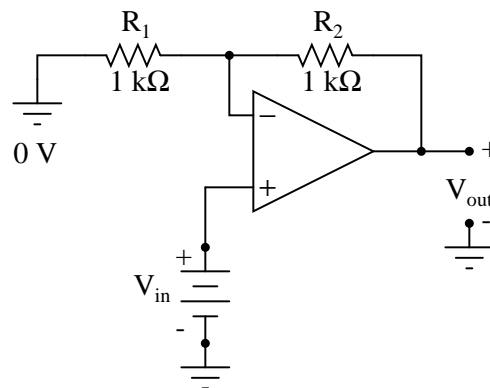 R1 R2
1 kΩ 1 kΩ
0 V
−
+
+
Vout
-
+
Vin
-